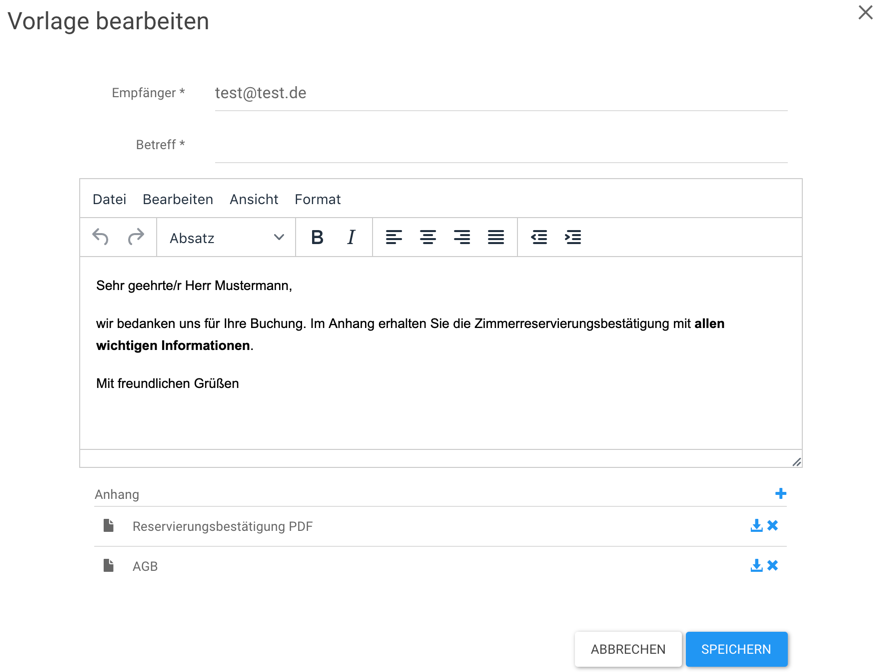 Vorlage bearbeiten
Empfänger *
test@test.de
Betreff *
Datei Bearbeiten Ansicht Format
Absatz B I
Sehr geehrte/r Herr Mustermann,
wir bedanken uns für Ihre Buchung. Im Anhang erhalten Sie die Zimmerreservierungsbestätigung mit allen
wichtigen Informationen.
Mit freundlichen Grüßen
Anhang
Reservierungsbestätigung PDF
AGB
ABBRECHEN SPEICHERN